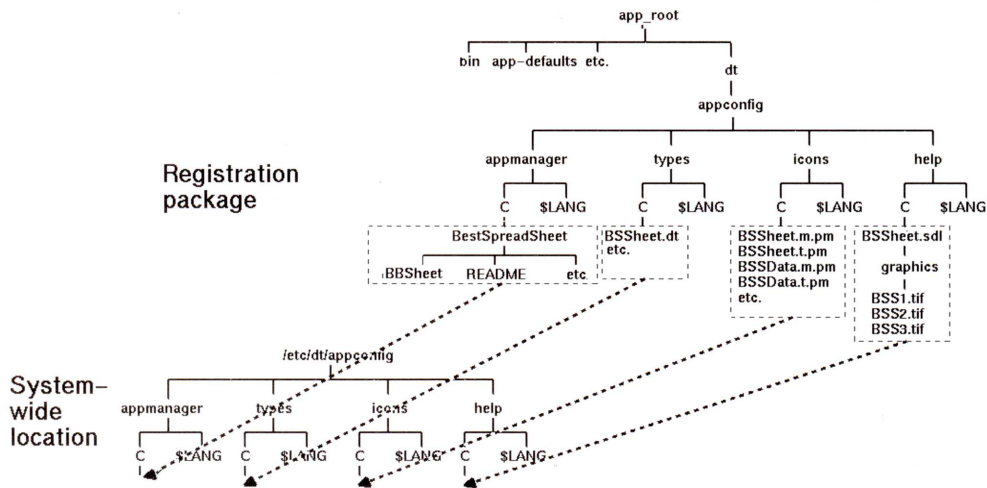 app_root
bin app-defaults etc.
dt
appconfig
appmanager types icons help
Registration
package
C $LANG C $LANG C $LANG C $LANG
BestSpreadSheet
BBSheet README etc
BSSheet.dt
etc.
BSSheet.m.pm
BSSheet.t.pm
BSSData.m.pm
BSSData.t.pm
etc.
BSSheet.sdl
graphics
BSS1.tif
BSS2.tif
BSS3.tif
/etc/dt/appconfig
System-
wide
location
appmanager types icons help
C $LANG C $LANG C $LANG C $LANG